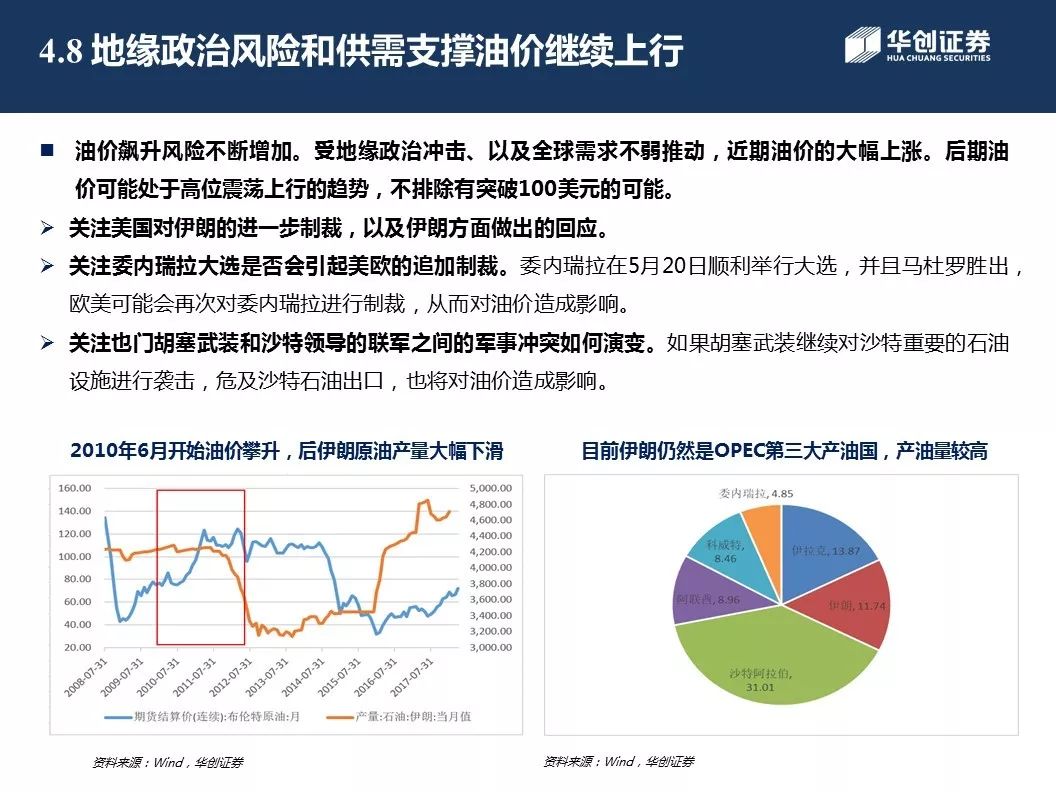 4.8 地缘政治风险和供需支撑油价继续上行
华创证券
HUA CHUANG SECURITIES
油价飙升风险不断增加。受地缘政治冲击、以及全球需求不弱推动，近期油价的大幅上涨。后期油
价可能处于高位震荡上行的趋势，不排除有突破100美元的可能。
关注美国对伊朗的进一步制裁，以及伊朗方面做出的回应。
关注委内瑞拉大选是否会引起美欧的追加制裁。委内瑞拉在5月20日顺利举行大选，并且马杜罗胜出，
欧美可能会再次对委内瑞拉进行制裁，从而对油价造成影响。
关注也门胡塞武装和沙特领导的联军之间的军事冲突如何演变。如果胡塞武装继续对沙特重要的石油
设施进行袭击，危及沙特石油出口，也将对油价造成影响。
2010年6月开始油价攀升，后伊朗原油产量大幅下滑
160.00
140.00
120.00
100.00
80.00
60.00
40.00
20.00
5,000.00
4,800.00
4,600.00
4,400.00
4,200.00
4,000.00
3,800.00
3,600.00
3,400.00
3,200.00
3,000.00
2008-07-31
2009-07-31
2010-07-31
2011-07-31
2012-07-31
2013-07-31
2014-07-31
2015-07-31
2016-07-31
2017-07-31
期货结算价(连续):布伦特原油:月
产量:石油:伊朗:当月值
资料来源：Wind，华创证券
目前伊朗仍然是OPEC第三大产油国，产油量较高
委内瑞拉, 4.85
伊拉克, 13.87
科威特,
8.46
阿联酋, 8.96
伊朗, 11.74
沙特阿拉伯,
31.01
资料来源：Wind，华创证券